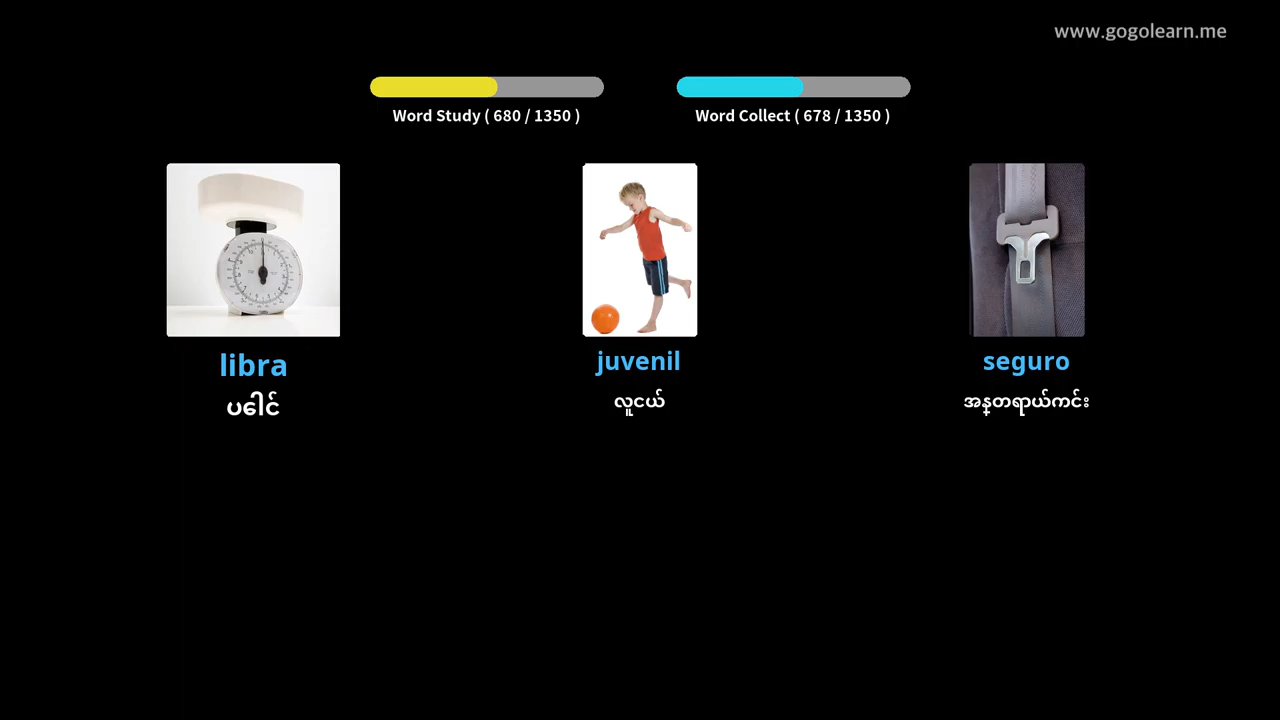 www.gogolearn.me
Word Study ( 680 / 1350 )
Word Collect ( 678 / 1350 )
libra
ပေါင်
juvenil
လူငယ်
seguro
အန္တရာယ်ကင်း